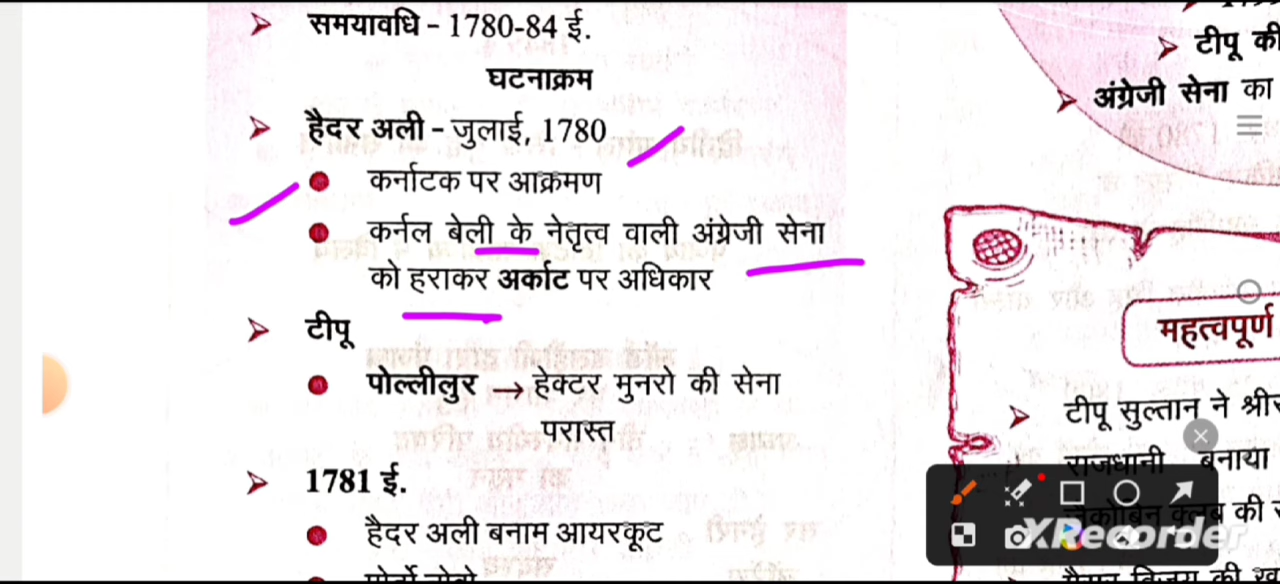 समयावधि - 1780-84 ई.
घटनाक्रम
हैदर अली - जुलाई, 1780
कर्नाटक पर आक्रमण
कर्नल बेली के नेतृत्व वाली अंग्रेजी सेना
को हराकर अर्काट पर अधिकार
टीपू
पोल्लीलुर → हेक्टर मुनरो की सेना
परास्त
1781 ई.
हैदर अली बनाम आयरकूट
टीपू की
अंग्रेजी सेना का
महत्वपूर्ण
टीपू सुल्तान ने
राजधानी बनाया
क्लब की
XRecorder